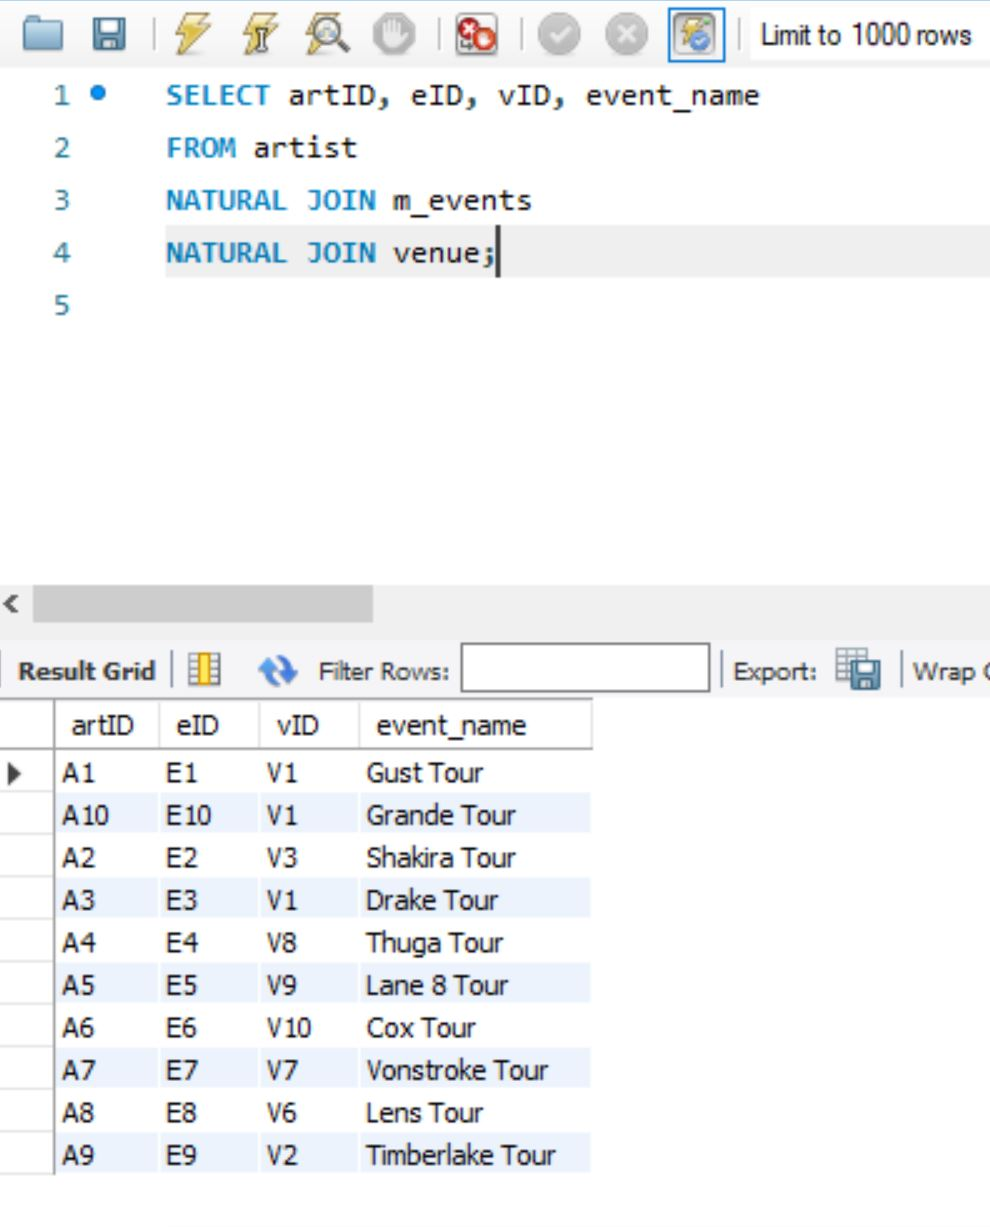 Limit to 1000 rows
1 SELECT artID, eID, vID, event_name
2 FROM artist
3 NATURAL JOIN m_events
4 NATURAL JOIN venue;
5
Result Grid Filter Rows: Export: Wrap
artID eID vID event_name
A1 E1 V1 Gust Tour
A10 E10 V1 Grande Tour
A2 E2 V3 Shakira Tour
A3 E3 V1 Drake Tour
A4 E4 V8 Thuga Tour
A5 E5 V9 Lane 8 Tour
A6 E6 V10 Cox Tour
A7 E7 V7 Vonstroke Tour
A8 E8 V6 Lens Tour
A9 E9 V2 Timberlake Tour